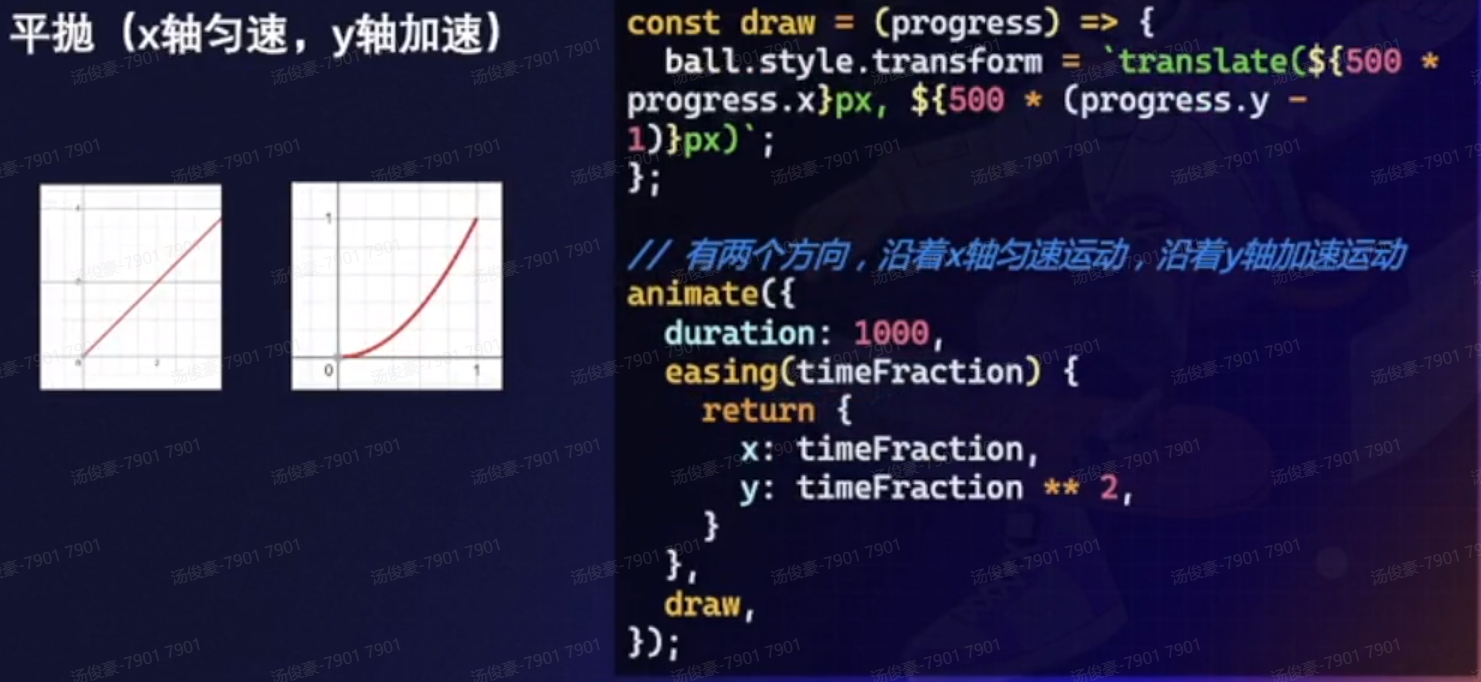 平抛（x轴匀速，y轴加速）
1
0
1
const draw = (progress) => {
ball.style.transform = `translate(${500 *
progress.x}px, ${500 * (progress.y -
1)}px)`;
};
// 有两个方向，沿着x轴匀速运动，沿着y轴加速运动
animate({
duration: 1000,
easing(timeFraction) {
return {
x: timeFraction,
y: timeFraction ** 2,
}
},
draw,
});
汤俊豪-7901 7901